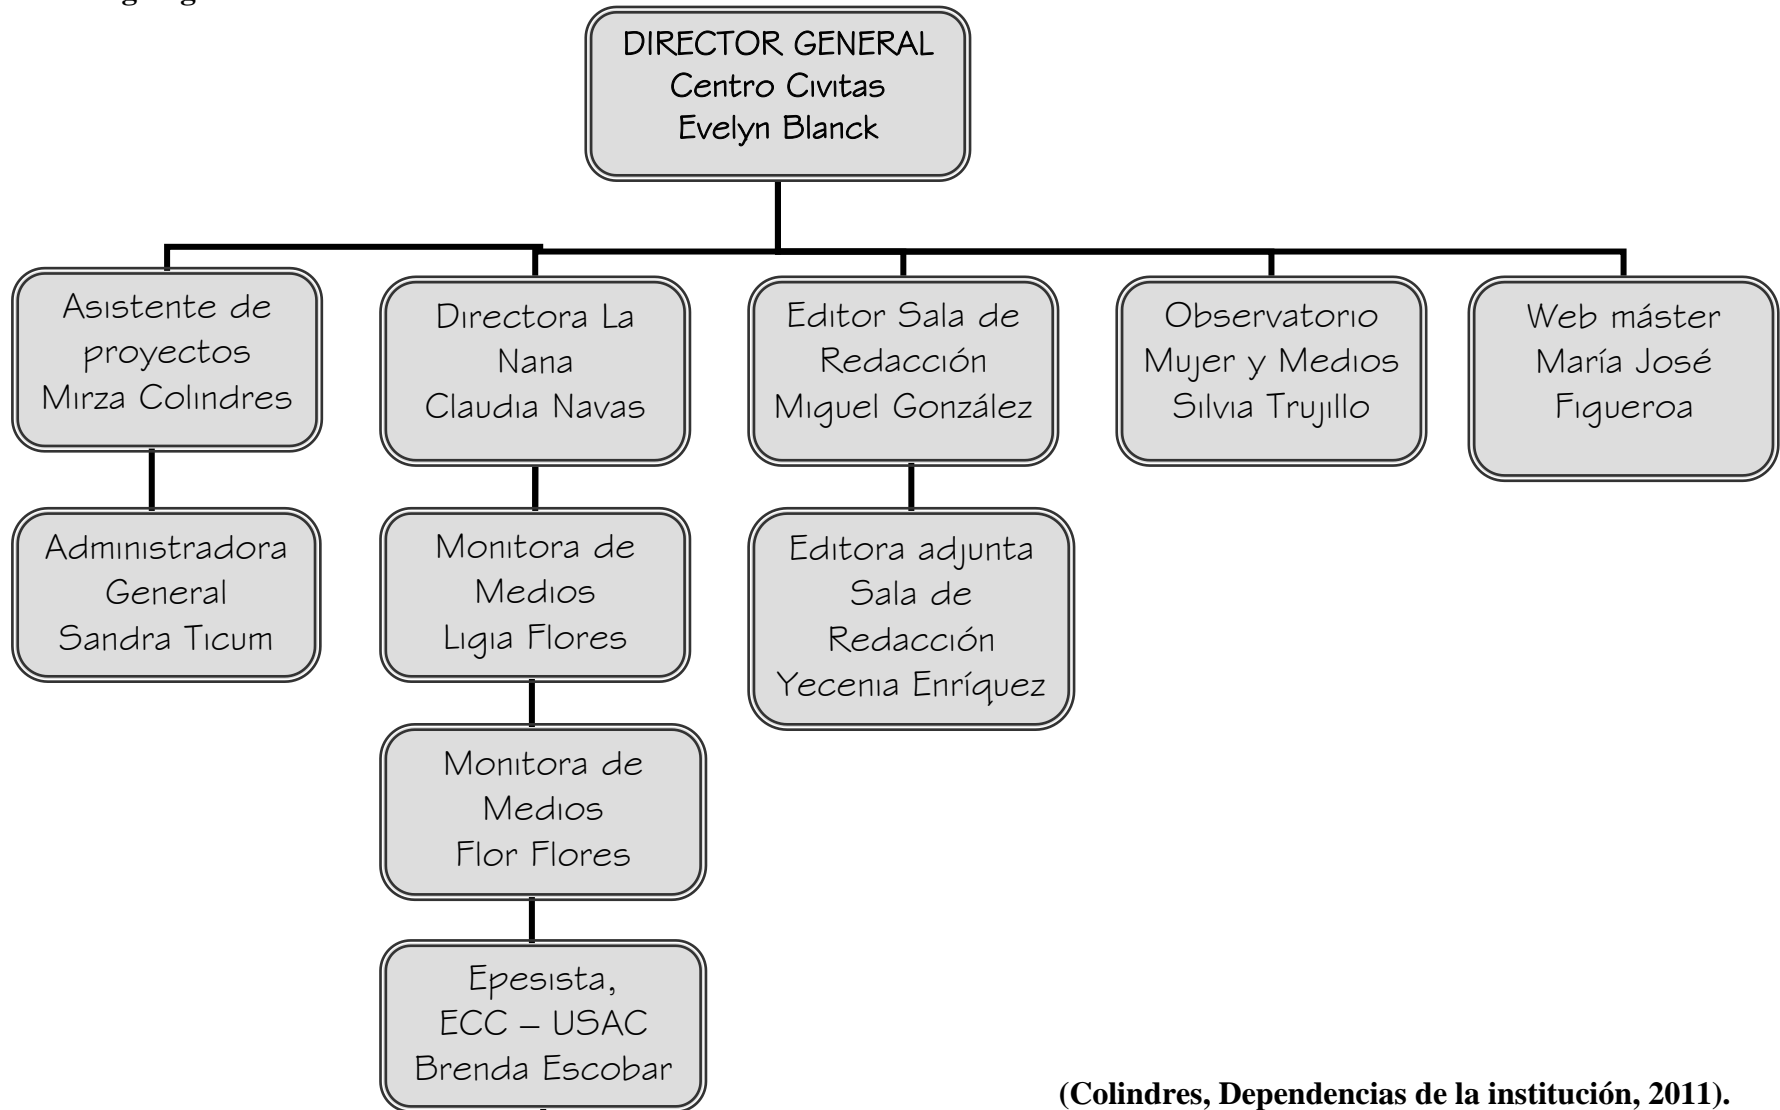 DIRECTOR GENERAL
Centro Civitas
Evelyn Blanck
Asistente de
proyectos
Mirza Colindres
Directora La
Nana
Claudia Navas
Editor Sala de
Redacción
Miguel González
Observatorio
Mujer y Medios
Silvia Trujillo
Web máster
María José
Figueroa
Administradora
General
Sandra Ticum
Monitora de
Medios
Ligia Flores
Editora adjunta
Sala de
Redacción
Yecenia Enríquez
Monitora de
Medios
Flor Flores
Epesista,
ECC – USAC
Brenda Escobar
(Colindres, Dependencias de la institución, 2011).